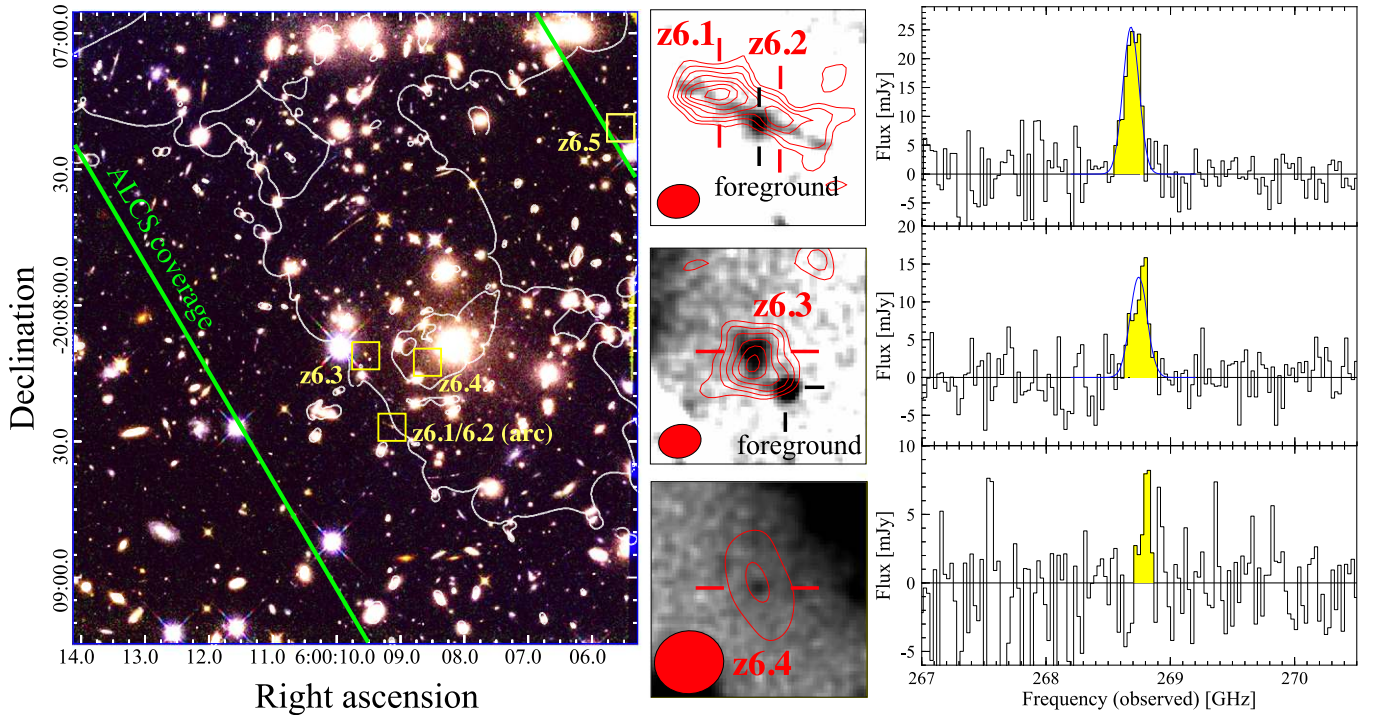 Declination
07:00.0
30.0
-20:08:00.0
30.0
09:00.0
ALCS coverage
z6.5
z6.3
z6.4
z6.1/6.2 (arc)
14.0 13.0 12.0 11.0 6:00:10.0 09.0 08.0 07.0 06.0
Right ascension
z6.1 z6.2
foreground
z6.3
foreground
z6.4
Flux [mJy]
25
20
15
10
5
0
-5
20
Flux [mJy]
15
10
5
0
-5
10
Flux [mJy]
5
0
-5
267 268 269 270
Frequency (observed) [GHz]